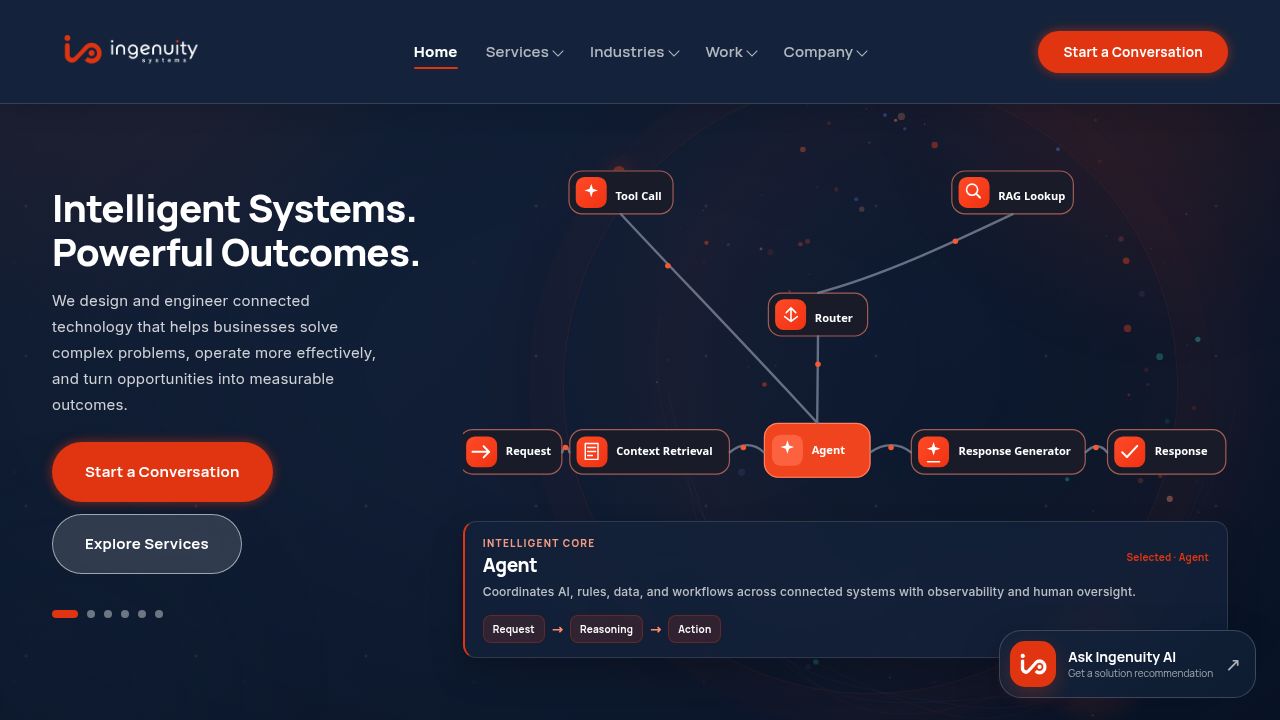 ingenuity
systems
Home
Services
Industries
Work
Company
Start a Conversation
Intelligent Systems.
Powerful Outcomes.
We design and engineer connected
technology that helps businesses solve
complex problems, operate more effectively,
and turn opportunities into measurable
outcomes.
Start a Conversation
Explore Services
Tool Call
RAG Lookup
Router
Request
Context Retrieval
Agent
Response Generator
Response
INTELLIGENT CORE
Agent
Selected · Agent
Coordinates AI, rules, data, and workflows across connected systems with observability and human oversight.
Request → Reasoning → Action
Ask Ingenuity AI
Get a solution recommendation ↗